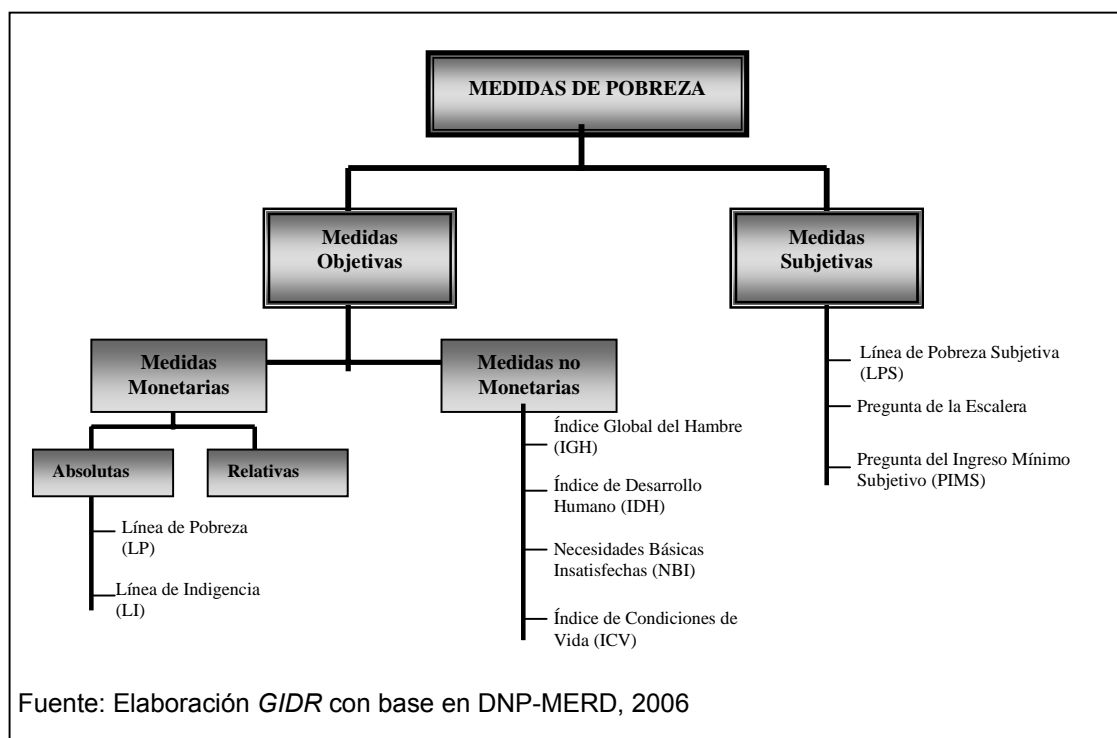 MEDIDAS DE POBREZA
Medidas
Objetivas
Medidas
Subjetivas
Medidas
Monetarias
Medidas no
Monetarias
Absolutas
Relativas
Línea de Pobreza
(LP)
Línea de Indigencia
(LI)
Índice Global del Hambre
(IGH)
Índice de Desarrollo
Humano (IDH)
Necesidades Básicas
Insatisfechas (NBI)
Índice de Condiciones de
Vida (ICV)
Línea de Pobreza Subjetiva
(LPS)
Pregunta de la Escalera
Pregunta del Ingreso Mínimo
Subjetivo (PIMS)
Fuente: Elaboración GIDR con base en DNP-MERD, 2006